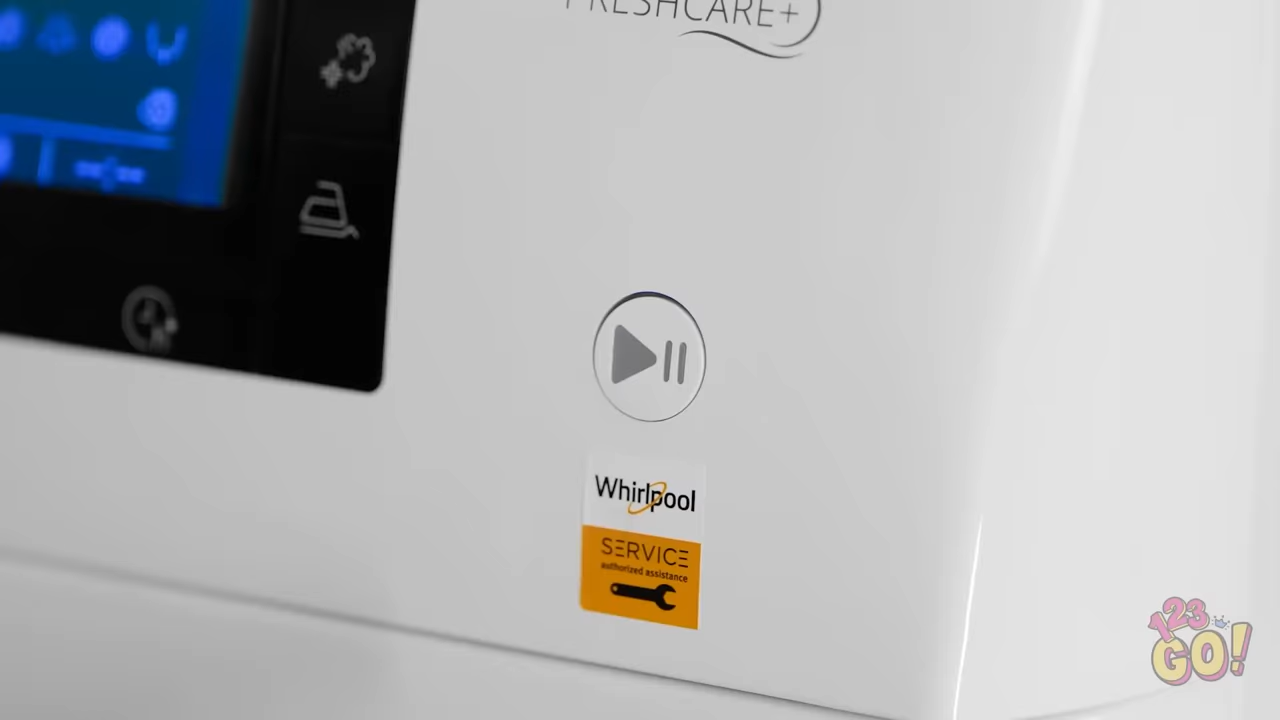 FRESHCARE+
Whirlpool
SERVICE
authorized assistance
123
GO!